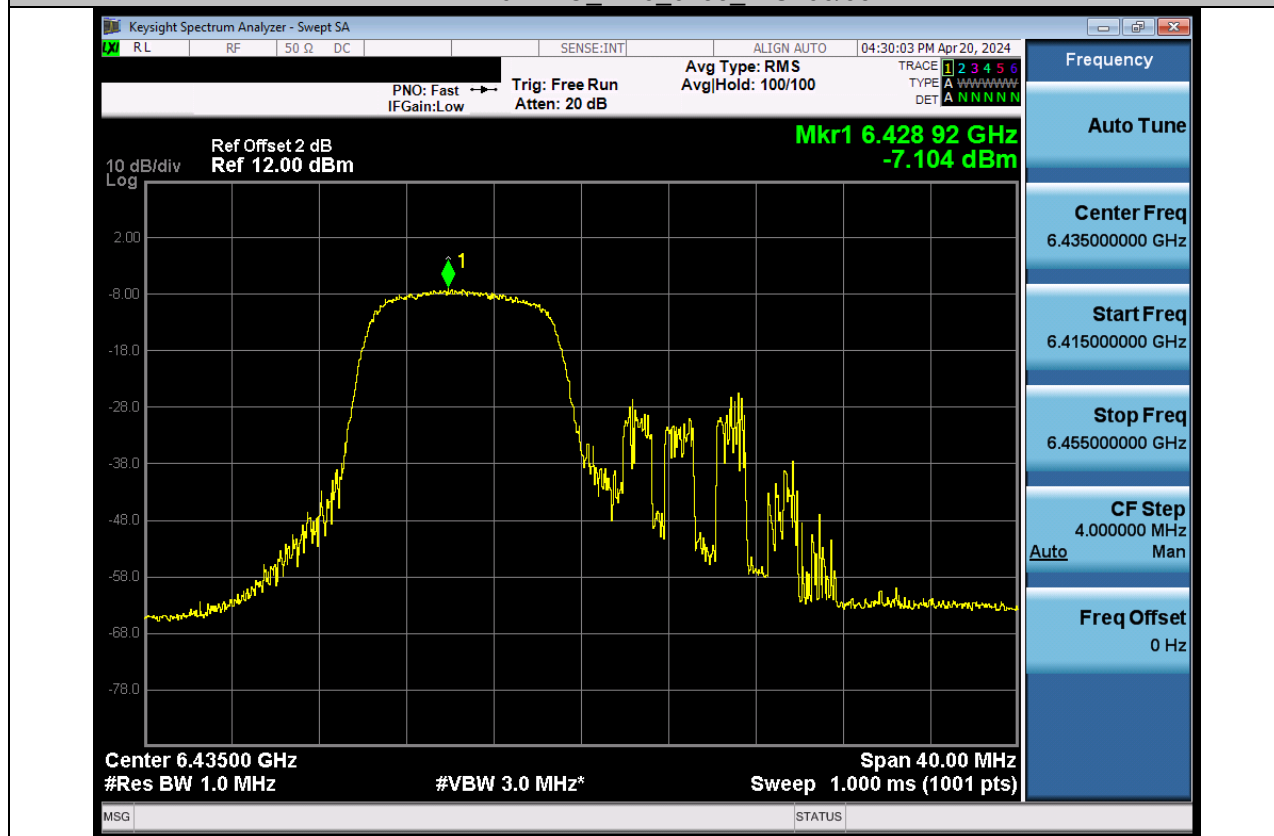 Keysight Spectrum Analyzer - Swept SA
LXI RL RF 50 Ω DC SENSE:INT ALIGN AUTO 04:30:03 PM Apr 20, 2024
PNO: Fast Trig: Free Run Avg Type: RMS TRACE 1 2 3 4 5 6
IFGain:Low Atten: 20 dB Avg|Hold: 100/100 TYPE A WWWWW
DET A N N N N N
Frequency
Mkr1 6.428 92 GHz
-7.104 dBm
Ref Offset 2 dB
10 dB/div Ref 12.00 dBm
Log
2.00
1
-8.00
-18.0
-28.0
-38.0
-48.0
-58.0
-68.0
-78.0
Center 6.43500 GHz Span 40.00 MHz
#Res BW 1.0 MHz #VBW 3.0 MHz* Sweep 1.000 ms (1001 pts)
Auto Tune
Center Freq
6.435000000 GHz
Start Freq
6.415000000 GHz
Stop Freq
6.455000000 GHz
CF Step
4.000000 MHz
Auto Man
Freq Offset
0 Hz
MSG STATUS